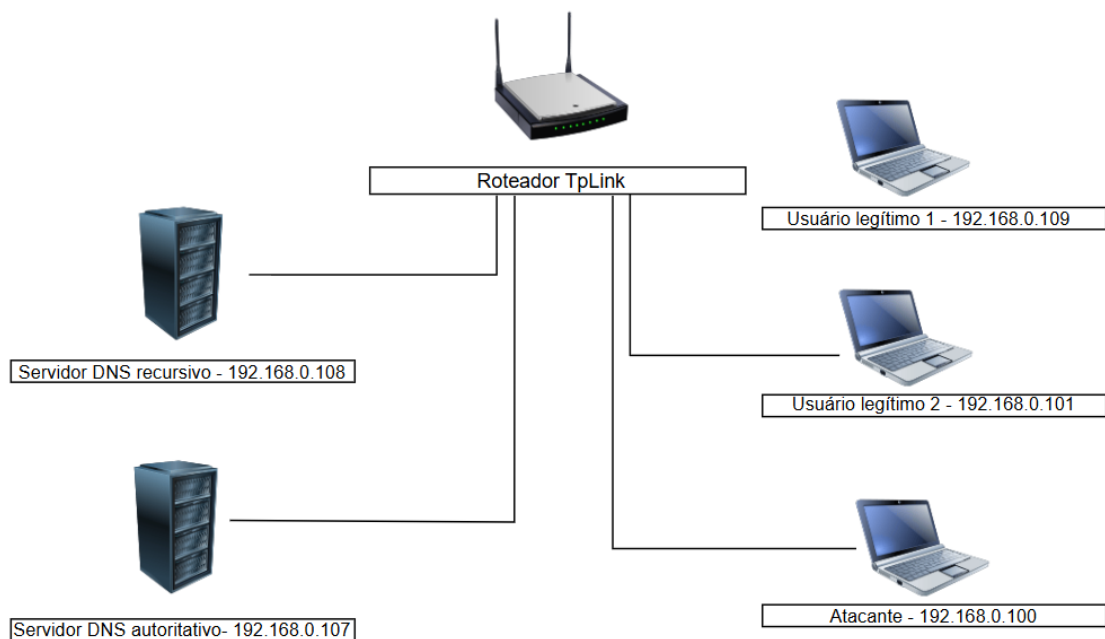 Roteador TpLink
Usuário legítimo 1 - 192.168.0.109
Servidor DNS recursivo - 192.168.0.108
Usuário legítimo 2 - 192.168.0.101
Servidor DNS autoritativo- 192.168.0.107
Atacante - 192.168.0.100